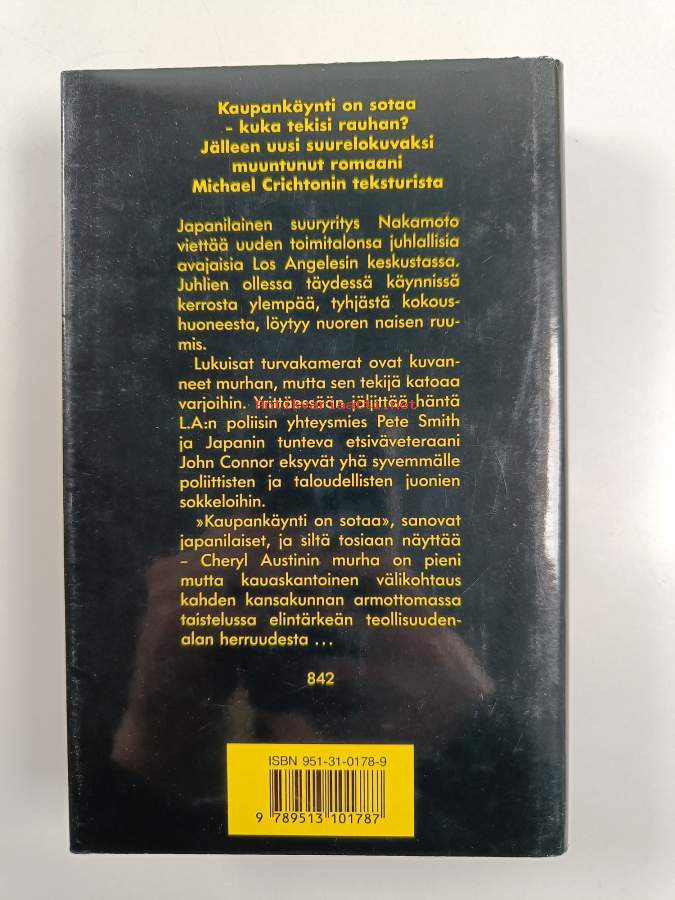 Kaupankäynti on sotaa
– kuka tekisi rauhan?
Jälleen uusi suurelokuvaksi
muuntunut romaani
Michael Crichtonin teksturista
Japanilainen suuryritys Nakamoto
viettää uuden toimitalonsa juhlallisia
avajaisia Los Angelesin keskustassa.
Juhlien ollessa täydessä käynnissä
kerrosta ylempää, tyhjästä kokous-
huoneesta, löytyy nuoren naisen ruu-
mis.
Lukuisat turvakamerat ovat kuvan-
neet murhan, mutta sen tekijä katoaa
varjoihin. Yrittäessään jäljittää häntä
L.A:n poliisin yhteysmies Pete Smith
ja Japanin tunteva etsiväveteraani
John Connor eksyvät yhä syvemmälle
poliittisten ja taloudellisten juonien
sokkeloihin.
»Kaupankäynti on sotaa», sanovat
japanilaiset, ja siltä tosiaan näyttää
– Cheryl Austinin murha on pieni
mutta kauaskantoinen välikohtaus
kahden kansakunnan armottomassa
taistelussa elintärkeän teollisuuden-
alan herruudesta ...
842
ISBN 951-31-0178-9
9 789513 101787